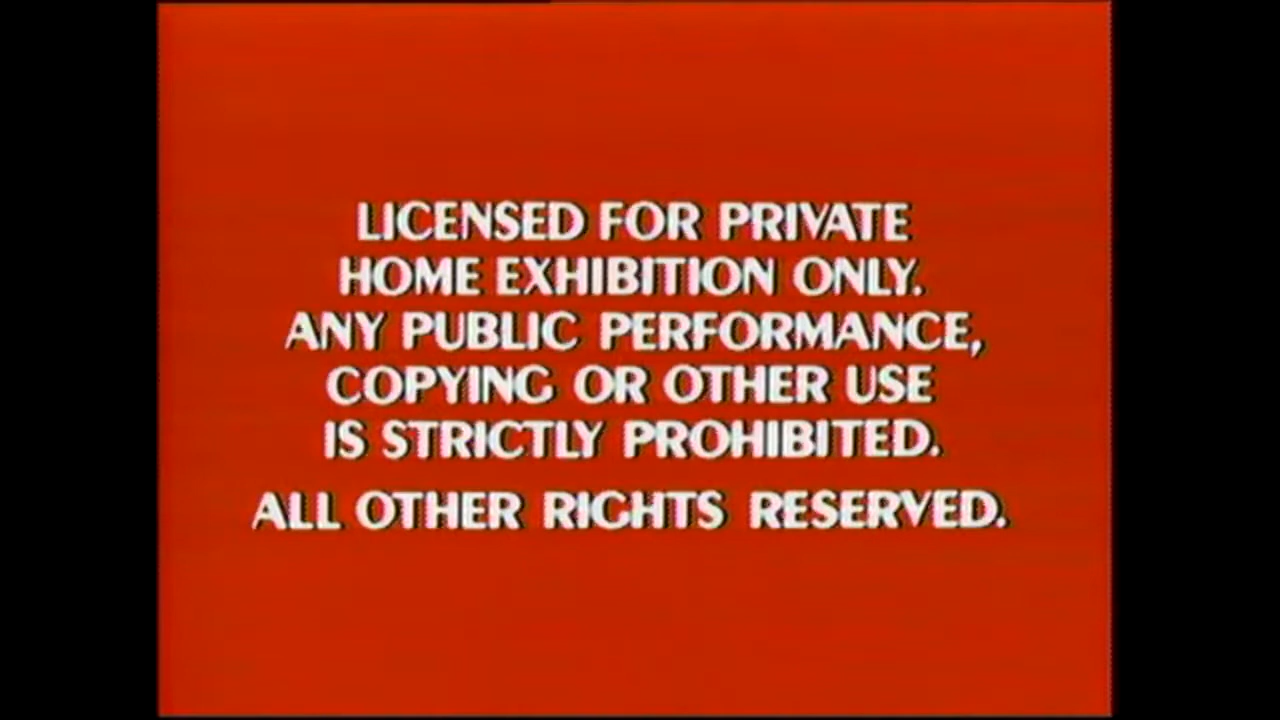 LICENSED FOR PRIVATE
HOME EXHIBITION ONLY.
ANY PUBLIC PERFORMANCE,
COPYING OR OTHER USE
IS STRICTLY PROHIBITED.
ALL OTHER RIGHTS RESERVED.